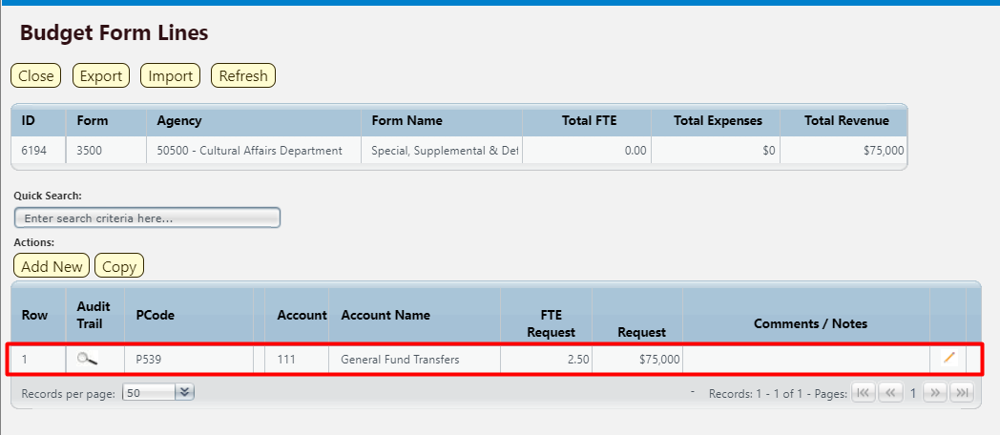 Budget Form Lines
Close Export Import Refresh
ID Form Agency Form Name Total FTE Total Expenses Total Revenue
6194 3500 50500 - Cultural Affairs Department Special, Supplemental & Def 0.00 $0 $75,000
Quick Search:
Enter search criteria here...
Actions:
Add New Copy
Row Audit Trail PCode Account Account Name FTE Request Request Comments / Notes
1 P539 111 General Fund Transfers 2.50 $75,000
Records per page: 50 - Records: 1 - 1 of 1 - Pages: 1